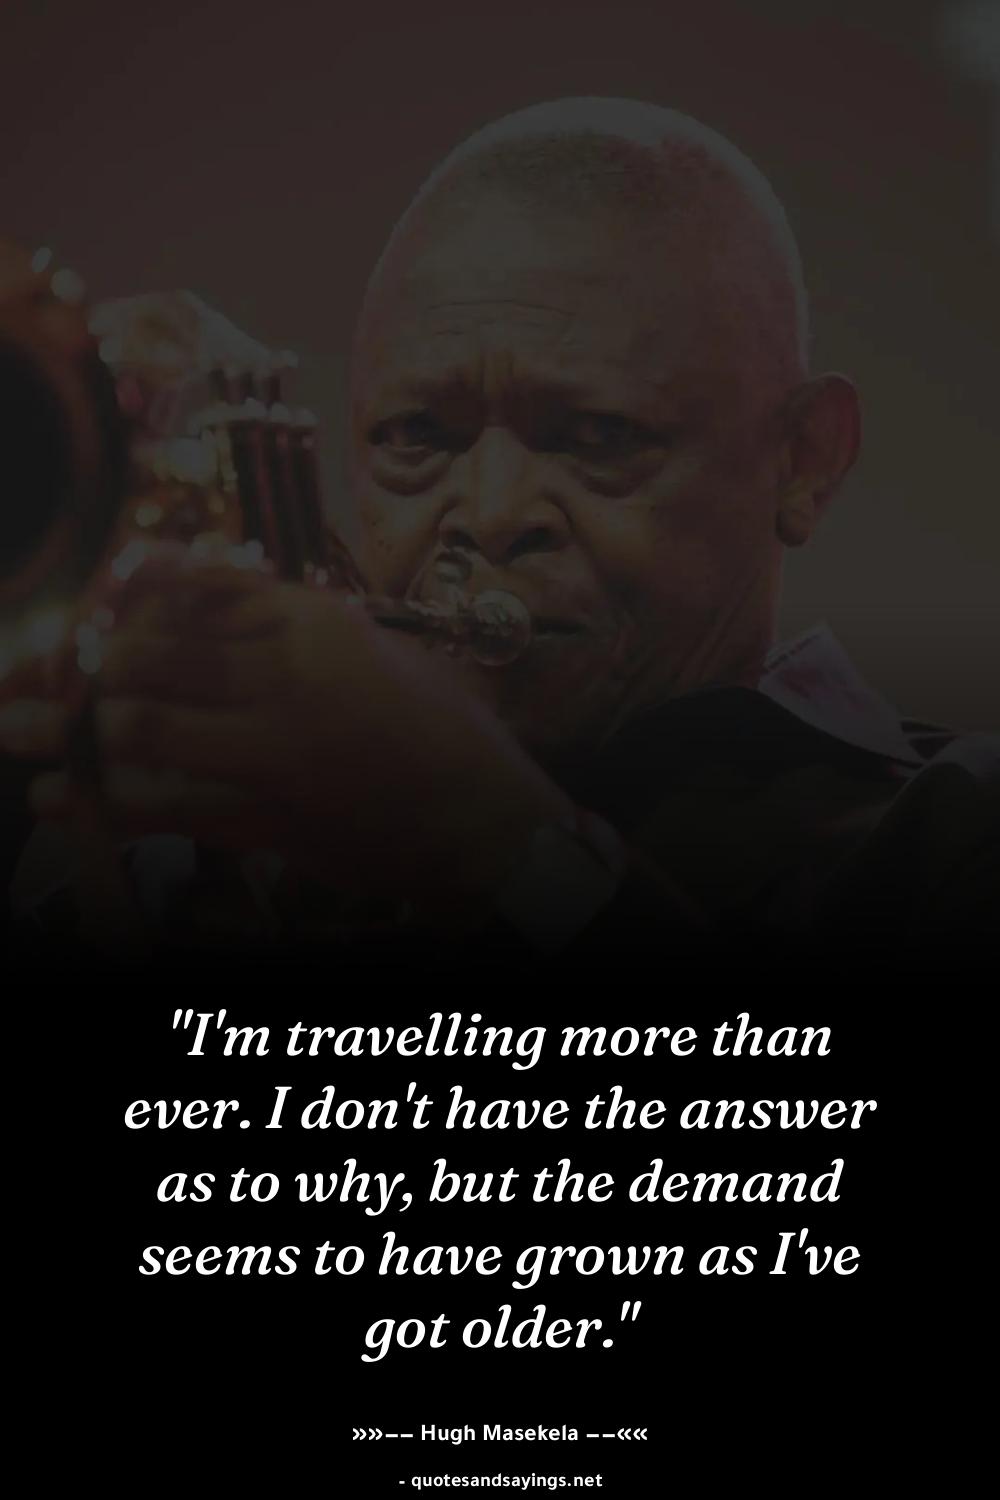 "I'm travelling more than
ever. I don't have the answer
as to why, but the demand
seems to have grown as I've
got older."
»»–– Hugh Masekela ––««
- quotesandsayings.net